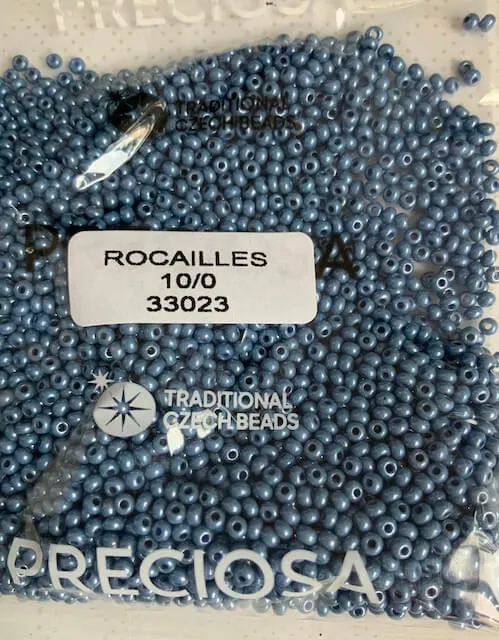 PRECIOSA
TRADITIONAL
CZECH BEADS
ROCAILLES
10/0
33023
TRADITIONAL
CZECH BEADS
PRECIOSA